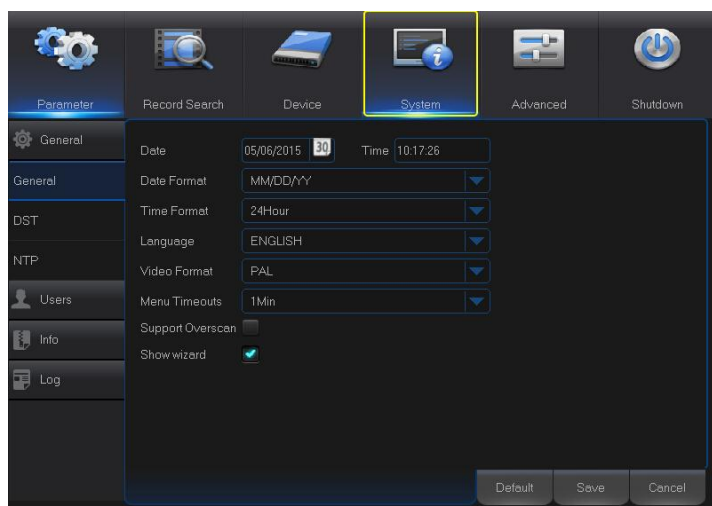 Parameter Record Search Device System Advanced Shutdown
General
General
DST
NTP
Users
Info
Log
Date 05/06/2015 30 Time 10:17:26
Date Format MM/DD/YY
Time Format 24Hour
Language ENGLISH
Video Format PAL
Menu Timeouts 1Min
Support Overscan
Show wizard
Default Save Cancel